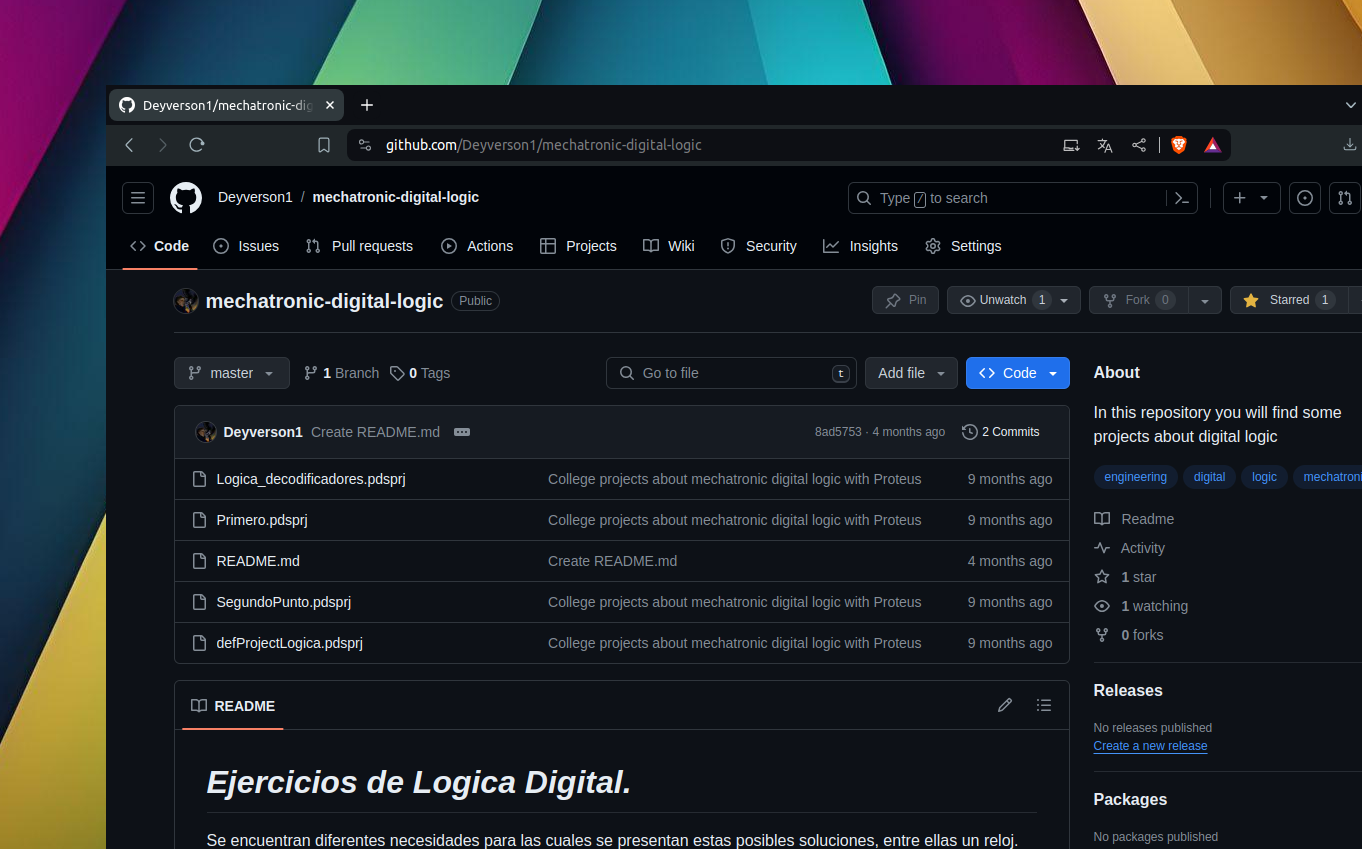 Deyverson1/mechatronic-dig
github.com/Deyverson1/mechatronic-digital-logic
Deyverson1 / mechatronic-digital-logic
Type / to search
Code Issues Pull requests Actions Projects Wiki Security Insights Settings
mechatronic-digital-logic Public
Pin Unwatch 1 Fork 0 Starred 1
master 1 Branch 0 Tags
Go to file t Add file Code
Deyverson1 Create README.md 8ad5753 · 4 months ago 2 Commits
Logica_decodificadores.pdsprj College projects about mechatronic digital logic with Proteus 9 months ago
Primero.pdsprj College projects about mechatronic digital logic with Proteus 9 months ago
README.md Create README.md 4 months ago
SegundoPunto.pdsprj College projects about mechatronic digital logic with Proteus 9 months ago
defProjectLogica.pdsprj College projects about mechatronic digital logic with Proteus 9 months ago
README
Ejercicios de Logica Digital.
Se encuentran diferentes necesidades para las cuales se presentan estas posibles soluciones, entre ellas un reloj.
About
In this repository you will find some
projects about digital logic
engineering digital logic mechatroni
Readme
Activity
1 star
1 watching
0 forks
Releases
No releases published
Create a new release
Packages
No packages published